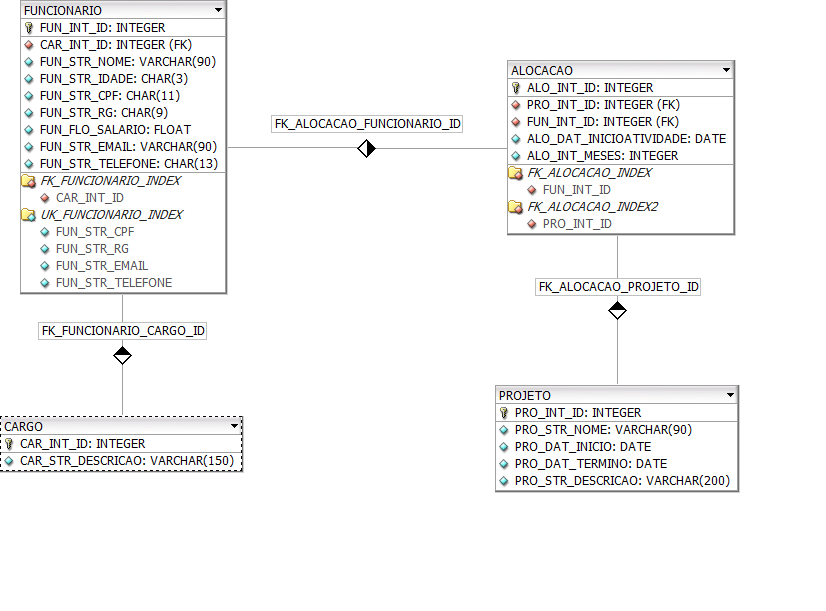 FUNCIONARIO
FUN_INT_ID: INTEGER
CAR_INT_ID: INTEGER (FK)
FUN_STR_NOME: VARCHAR(90)
FUN_STR_IDADE: CHAR(3)
FUN_STR_CPF: CHAR(11)
FUN_STR_RG: CHAR(9)
FUN_FLO_SALARIO: FLOAT
FUN_STR_EMAIL: VARCHAR(90)
FUN_STR_TELEFONE: CHAR(13)
FK_FUNCIONARIO_INDEX
CAR_INT_ID
UK_FUNCIONARIO_INDEX
FUN_STR_CPF
FUN_STR_RG
FUN_STR_EMAIL
FUN_STR_TELEFONE
FK_ALOCACAO_FUNCIONARIO_ID
ALOCACAO
ALO_INT_ID: INTEGER
PRO_INT_ID: INTEGER (FK)
FUN_INT_ID: INTEGER (FK)
ALO_DAT_INICIOATIVIDADE: DATE
ALO_INT_MESES: INTEGER
FK_ALOCACAO_INDEX
FUN_INT_ID
FK_ALOCACAO_INDEX2
PRO_INT_ID
FK_FUNCIONARIO_CARGO_ID
FK_ALOCACAO_PROJETO_ID
CARGO
CAR_INT_ID: INTEGER
CAR_STR_DESCRICAO: VARCHAR(150)
PROJETO
PRO_INT_ID: INTEGER
PRO_STR_NOME: VARCHAR(90)
PRO_DAT_INICIO: DATE
PRO_DAT_TERMINO: DATE
PRO_STR_DESCRICAO: VARCHAR(200)